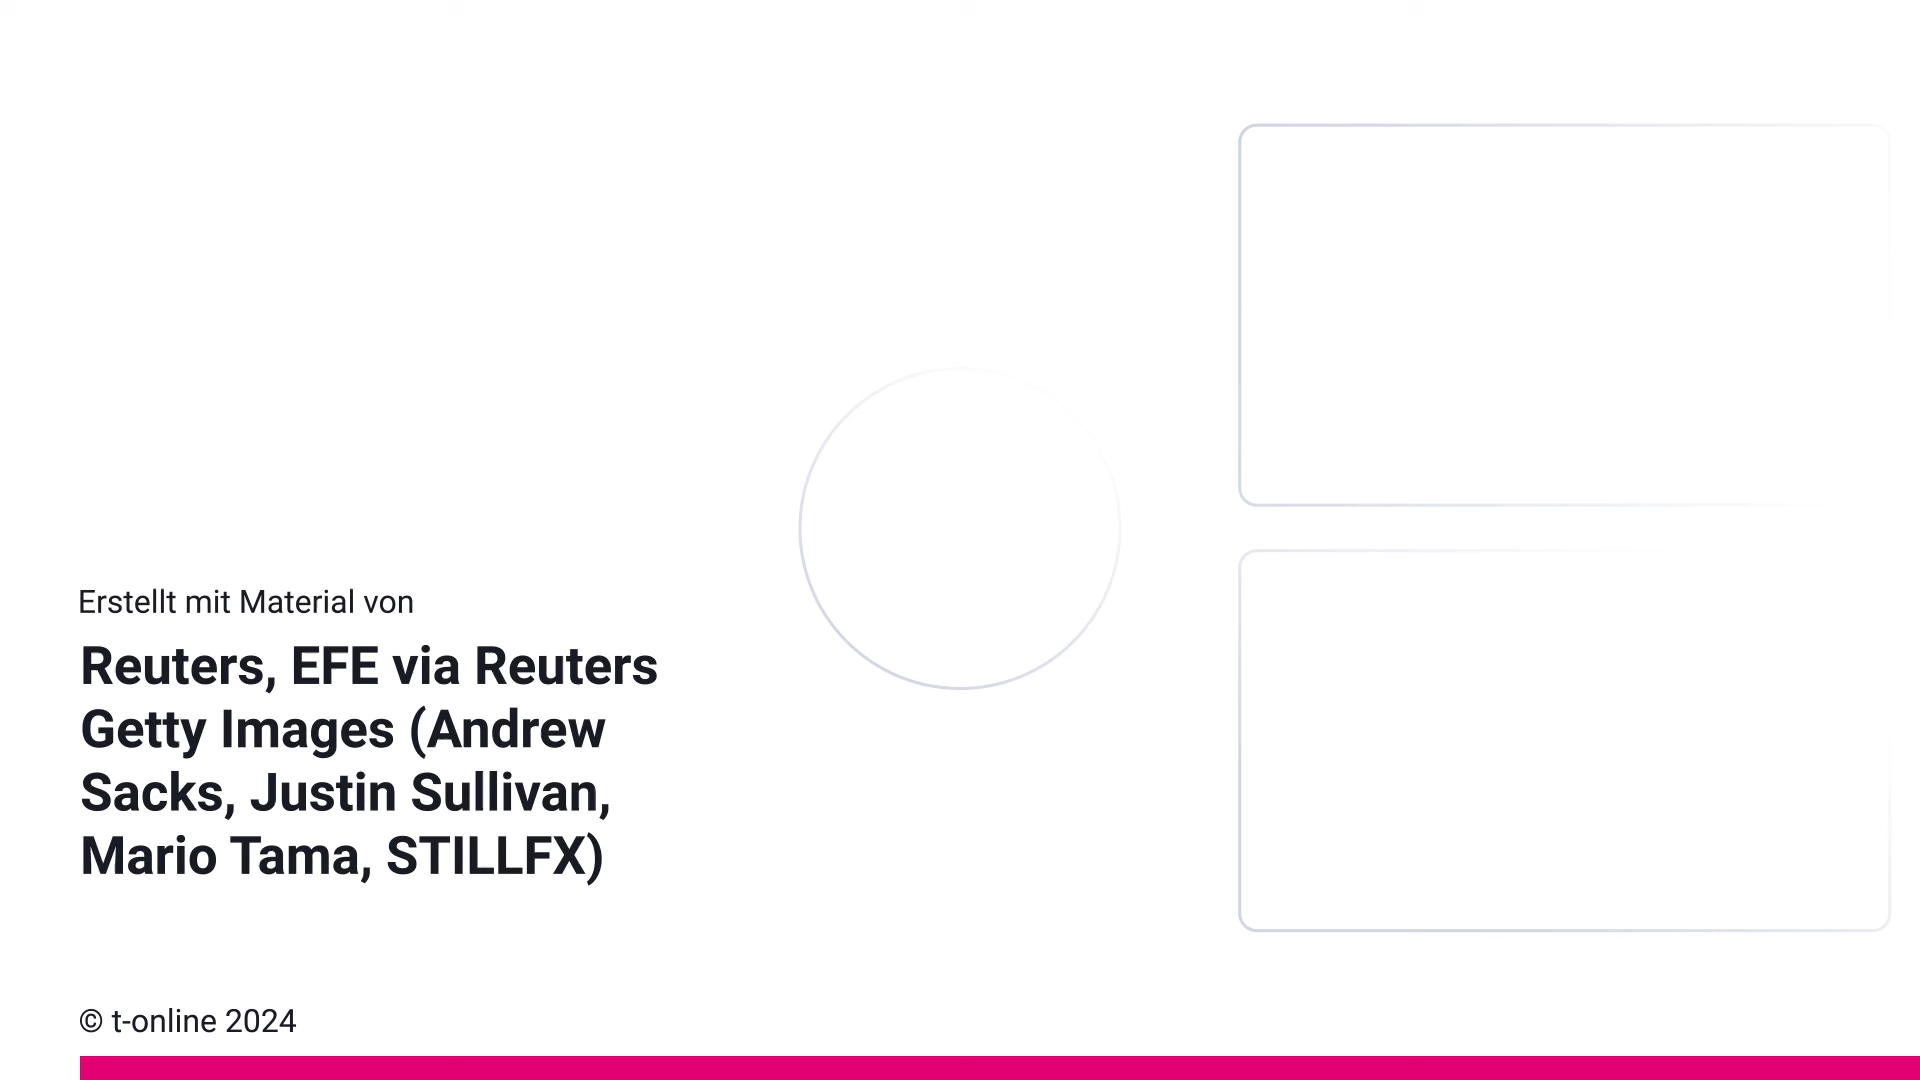 Erstellt mit Material von
Reuters, EFE via Reuters
Getty Images (Andrew
Sacks, Justin Sullivan,
Mario Tama, STILLFX)
© t-online 2024